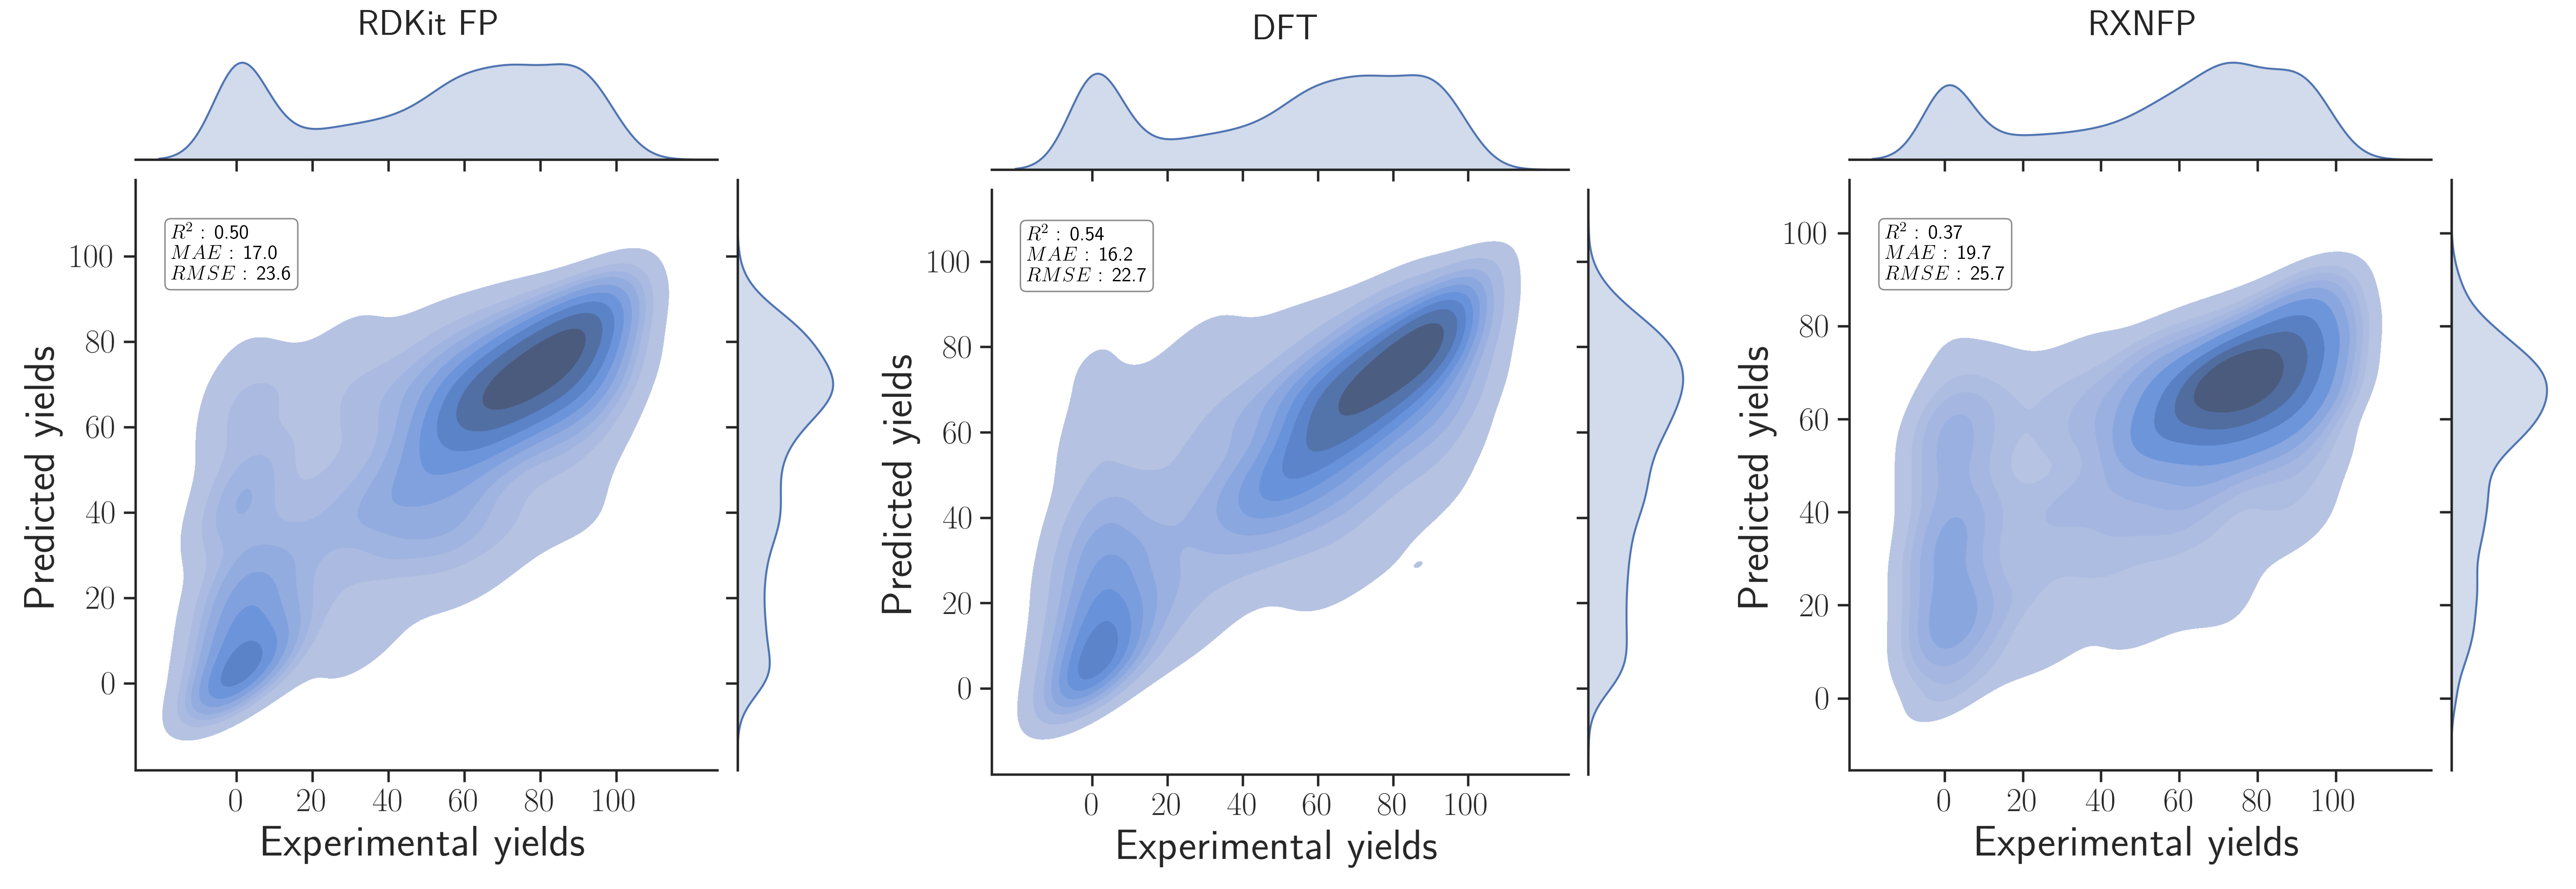 RDKit FP
R² : 0.50
MAE : 17.0
RMSE : 23.6
Predicted yields
100
80
60
40
20
0
0 20 40 60 80 100
Experimental yields
DFT
R² : 0.54
MAE : 16.2
RMSE : 22.7
Predicted yields
100
80
60
40
20
0
0 20 40 60 80 100
Experimental yields
RXNFP
R² : 0.37
MAE : 19.7
RMSE : 25.7
Predicted yields
100
80
60
40
20
0
0 20 40 60 80 100
Experimental yields